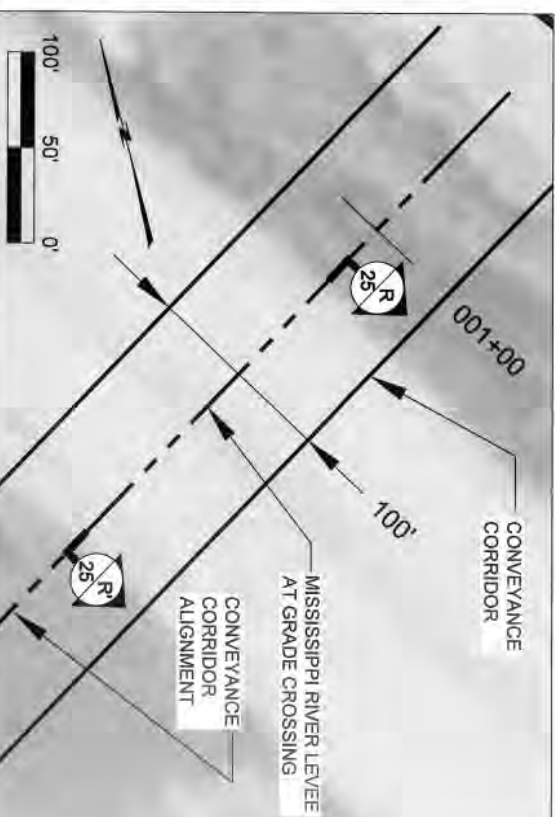 100' 50' 0'
R
25
001+00
100'
CONVEYANCE
CORRIDOR
MISSISSIPPI RIVER LEVEE
AT GRADE CROSSING
CONVEYANCE
CORRIDOR
ALIGNMENT
R'
25